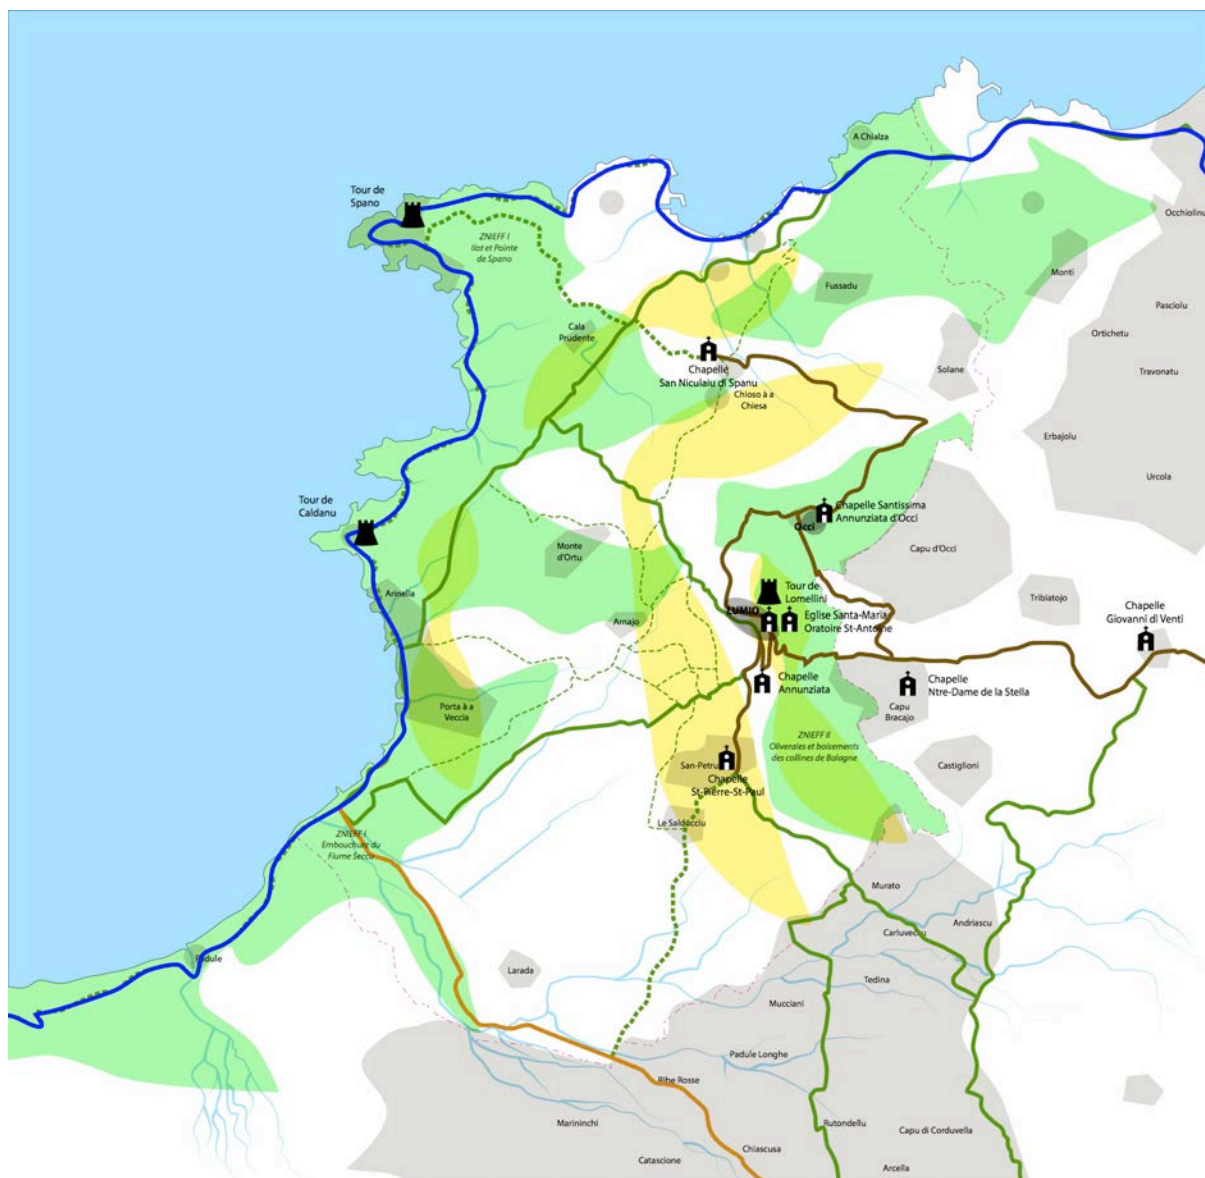 A Chialza
Tour de
Spano
Occhiolinu
ZNIEFF I
Ilot et Pointe
de Spano
Monti
Fussadu
Pasciolu
Cala
Prudente
Ortichetu
Chapelle
San Niculaiu di Spanu
Solane
Travonatu
Chioso à a
Chiesa
Erbajolu
Urcola
Tour de
Caldanu
Chapelle Santissima
Annunziata d'Occi
Occi
Monte
d'Ortu
Capu d'Occi
Arinella
Tour de
Lomellini
Tribiatojo
Chapelle
Giovanni di Venti
LUMIO
Eglise Santa-Maria
Oratoire St-Antoine
Arnajo
Chapelle
Annunziata
Chapelle
Ntre-Dame de la Stella
Porta à a
Veccia
Capu
Bracajo
ZNIEFF II
Oliveraies et boisements
des collines de Balagne
San-Petru
Chapelle
St-Pierre-St-Paul
Castiglioni
Le Salducciu
ZNIEFF I
Embouchure du
Fiume Seccu
Murato
Andriascu
Carluvecchu
Padule
Larada
Tedina
Mucciani
Padule Longhe
Ribe Rosse
Marininchi
Rutondellu
Capu di Corduvella
Chiascusa
Catascione
Arcella